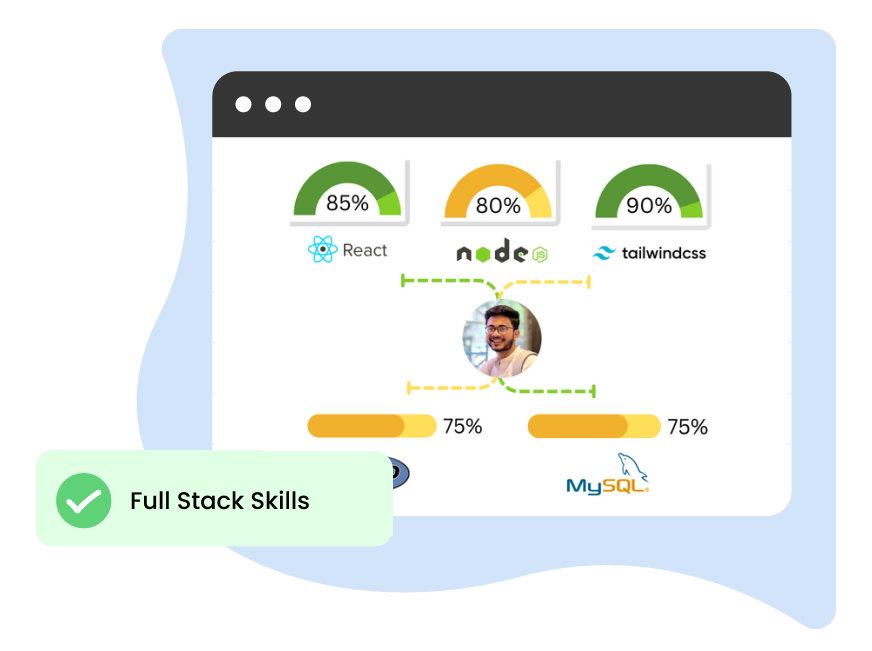 85%
80%
90%
React
node
JS
tailwindcss
75%
75%
MySQL
Full Stack Skills